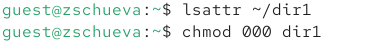 guest@zschueva:~$ lsattr ~/dir1
guest@zschueva:~$ chmod 000 dir1